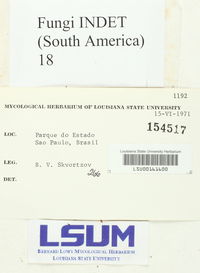 Fungi INDET
(South America)
18
1192
MYCOLOGICAL HERBARIUM OF LOUISIANA STATE UNIVERSITY
15-VI-1971
154517
LOC. Parque do Estado
Sao Paulo, Brasil
Louisiana State University Herbarium
LEG. B. V. Skvortzov
DET.
LSUM
BERNARD LOWY MYCOLOGICAL HERBARIUM
LOUISIANA STATE UNIVERSITY